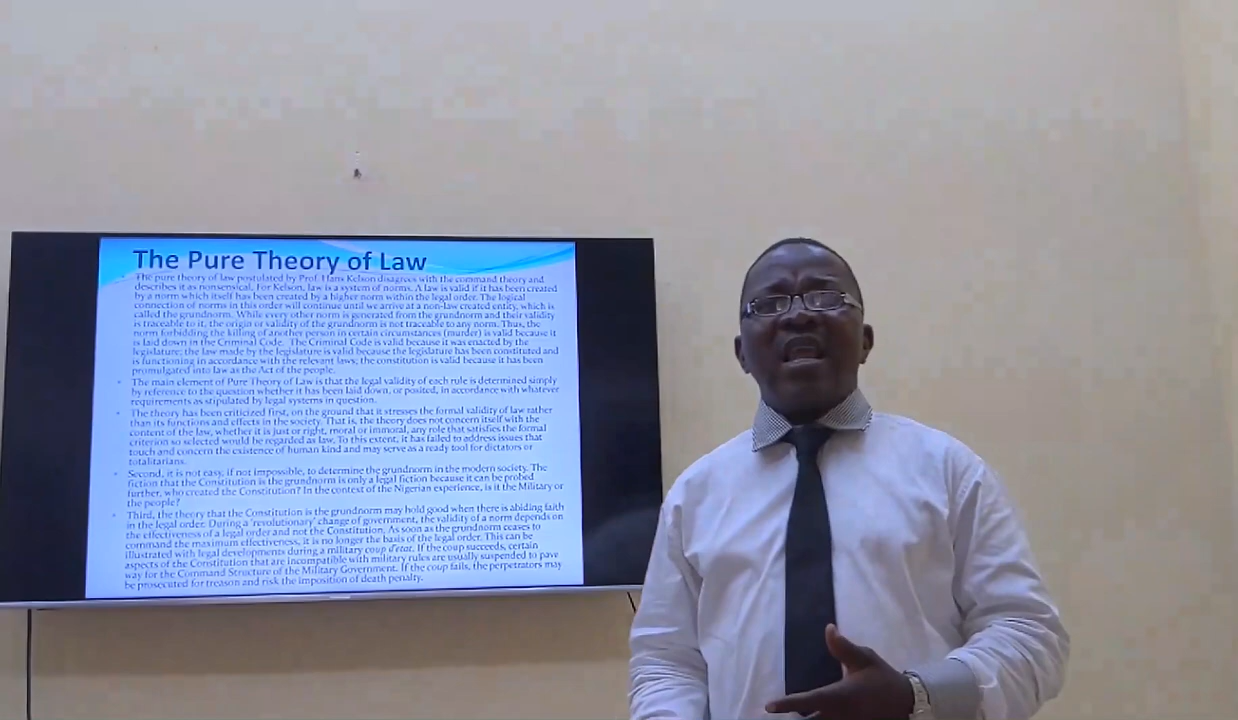 The Pure Theory of Law
• The pure theory of law postulated by Prof. Hans Kelson disagrees with the command theory and
describes it as nonsensical. For Kelson, law is a system of norms. A law is valid if it has been created
by a norm which itself has been created by a higher norm within the legal order. The logical
connection of norms in this order will continue until we arrive at a non-law created entity, which is
called the grundnorm. While every other norm is generated from the grundnorm and their validity
is traceable to it, the origin or validity of the grundnorm is not traceable to any norm. Thus, the
norm forbidding the killing of another person in certain circumstances (murder) is valid because it
is laid down in the Criminal Code. The Criminal Code is valid because it was enacted by the
legislature; the law made by the legislature is valid because the legislature has been constituted and
is functioning in accordance with the relevant laws; the constitution is valid because it has been
promulgated into law as the Act of the people.
• The main element of Pure Theory of Law is that the legal validity of each rule is determined simply
by reference to the question whether it has been laid down, or posited, in accordance with whatever
requirements as stipulated by legal systems in question.
• The theory has been criticized first, on the ground that it stresses the formal validity of law rather
than its functions and effects in the society. That is, the theory does not concern itself with the
content of the law, whether it is just or right, moral or immoral, any role that satisfies the formal
criterion so selected would be regarded as law. To this extent, it has failed to address issues that
touch and concern the existence of human kind and may serve as a ready tool for dictators or
totalitarians.
• Second, it is not easy, if not impossible, to determine the grundnorm in the modern society. The
fiction that the Constitution is the grundnorm is only a legal fiction because it can be probed
further, who created the Constitution? In the context of the Nigerian experience, is it the Military or
the people?
• Third, the theory that the Constitution is the grundnorm may hold good when there is abiding faith
in the legal order. During a 'revolutionary' change of government, the validity of a norm depends on
the effectiveness of a legal order and not the Constitution. As soon as the grundnorm ceases to
command the maximum effectiveness, it is no longer the basis of the legal order. This can be
illustrated with legal developments during a military coup d'etat. If the coup succeeds, certain
aspects of the Constitution that are incompatible with military rules are usually suspended to pave
way for the Command Structure of the Military Government. If the coup fails, the perpetrators may
be prosecuted for treason and risk the imposition of death penalty.